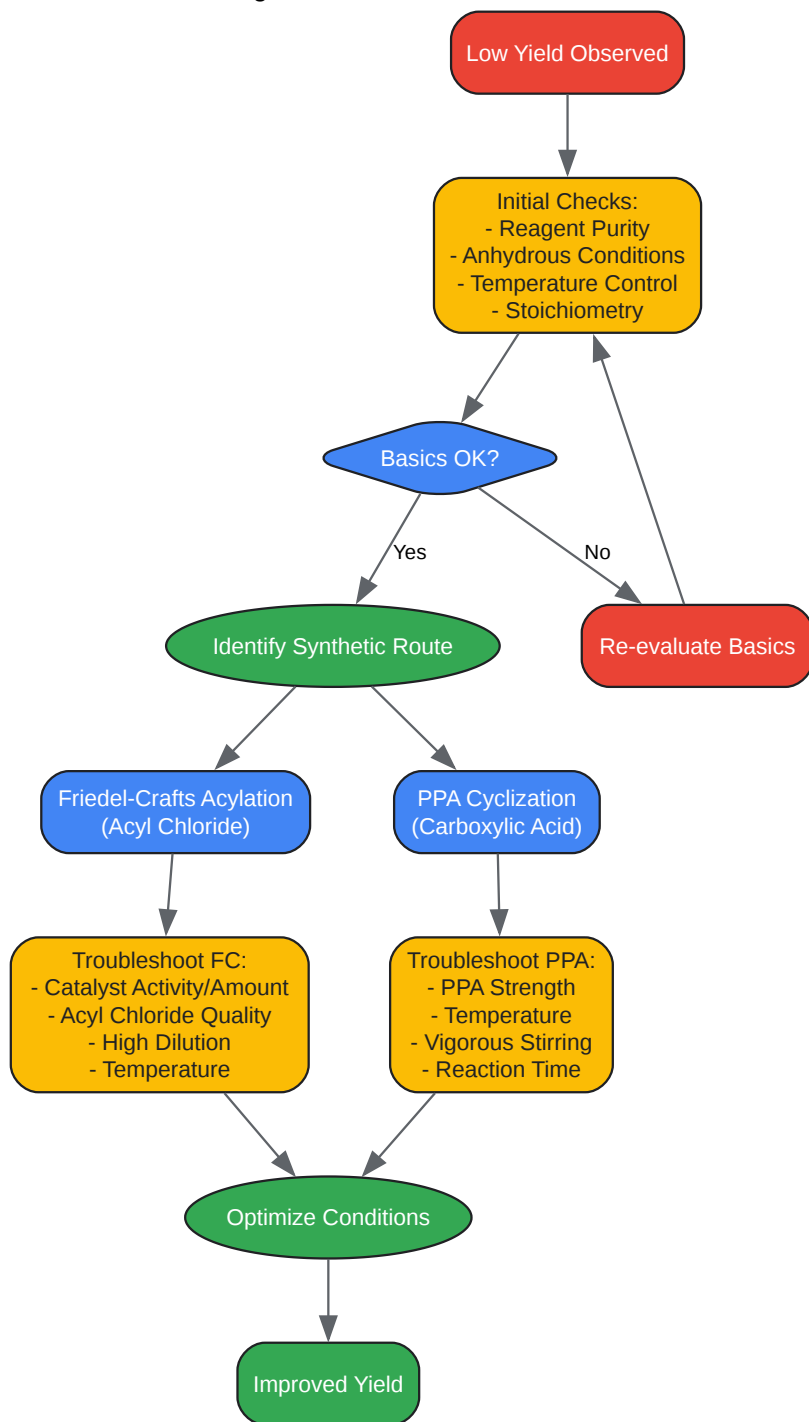 Low Yield Observed
Initial Checks:
- Reagent Purity
- Anhydrous Conditions
- Temperature Control
- Stoichiometry
Basics OK?
Yes
No
Identify Synthetic Route
Re-evaluate Basics
Friedel-Crafts Acylation
(Acyl Chloride)
PPA Cyclization
(Carboxylic Acid)
Troubleshoot FC:
- Catalyst Activity/Amount
- Acyl Chloride Quality
- High Dilution
- Temperature
Troubleshoot PPA:
- PPA Strength
- Temperature
- Vigorous Stirring
- Reaction Time
Optimize Conditions
Improved Yield